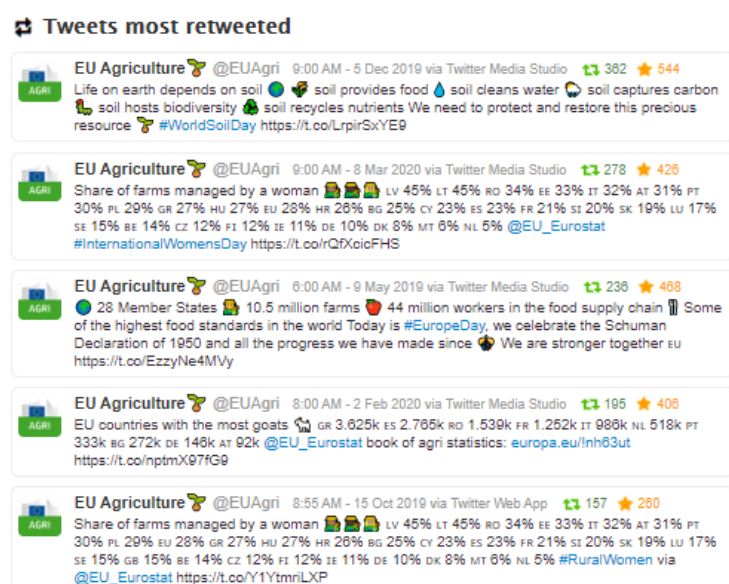 Tweets most retweeted
EU Agriculture @EUAgri 9:00 AM - 5 Dec 2019 via Twitter Media Studio 362 544
AGRI
Life on earth depends on soil soil provides food soil cleans water soil captures carbon
soil hosts biodiversity soil recycles nutrients We need to protect and restore this precious
resource #WorldSoilDay https://t.co/LrpirSxYE9
EU Agriculture @EUAgri 9:00 AM - 8 Mar 2020 via Twitter Media Studio 278 426
AGRI
Share of farms managed by a woman LV 45% LT 45% RO 34% EE 33% IT 32% AT 31% PT
30% PL 29% GR 27% HU 27% EU 28% HR 26% BG 25% CY 23% ES 23% FR 21% SI 20% SK 19% LU 17%
SE 15% BE 14% CZ 12% FI 12% IE 11% DE 10% DK 8% MT 6% NL 5% @EU_Eurostat
#InternationalWomensDay https://t.co/rQfXcicFHS
EU Agriculture @EUAgri 6:00 AM - 9 May 2019 via Twitter Media Studio 236 468
AGRI
28 Member States 10.5 million farms 44 million workers in the food supply chain Some
of the highest food standards in the world Today is #EuropeDay, we celebrate the Schuman
Declaration of 1950 and all the progress we have made since We are stronger together EU
https://t.co/EzzyNe4MVy
EU Agriculture @EUAgri 8:00 AM - 2 Feb 2020 via Twitter Media Studio 195 406
AGRI
EU countries with the most goats GR 3.625k ES 2.765k RO 1.539k FR 1.252k IT 986k NL 518k PT
333k BG 272k DE 146k AT 92k @EU_Eurostat book of agri statistics: europa.eu/!nh63ut
https://t.co/nptmX97fG9
EU Agriculture @EUAgri 8:55 AM - 15 Oct 2019 via Twitter Web App 157 260
AGRI
Share of farms managed by a woman LV 45% LT 45% RO 34% EE 33% IT 32% AT 31% PT
30% PL 29% EU 28% GR 27% HU 27% HR 26% BG 25% CY 23% ES 23% FR 21% SI 20% SK 19% LU 17%
SE 15% GB 15% BE 14% CZ 12% FI 12% IE 11% DE 10% DK 8% MT 6% NL 5% #RuralWomen via
@EU_Eurostat https://t.co/Y1YtmriLXP